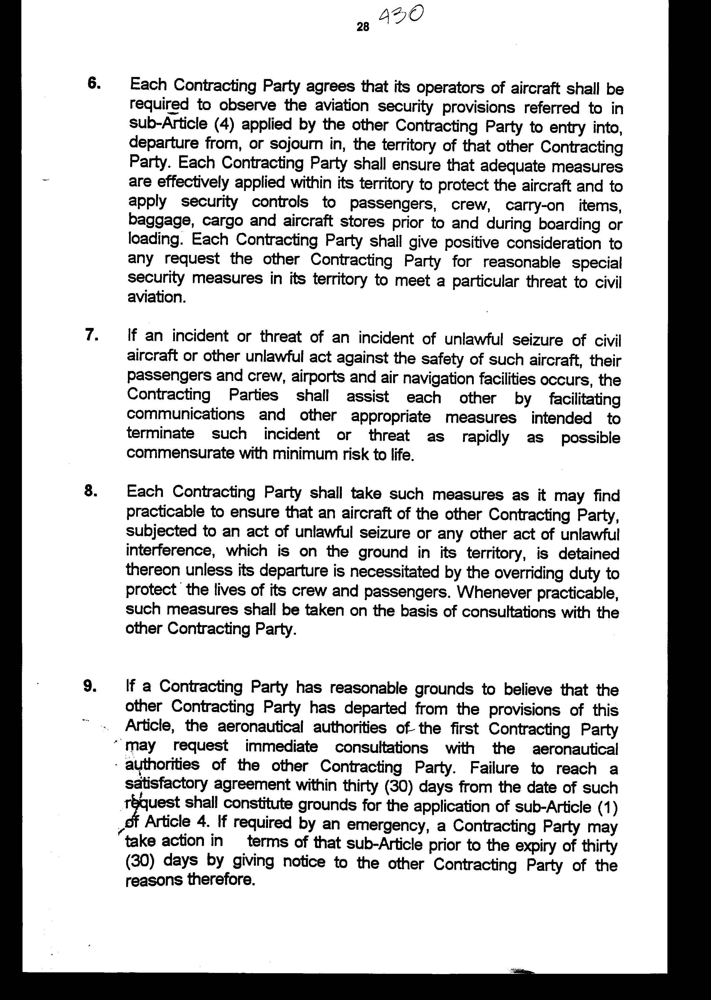 430
28
6. Each Contracting Party agrees that its operators of aircraft shall be
required to observe the aviation security provisions referred to in
sub-Article (4) applied by the other Contracting Party to entry into,
departure from, or sojourn in, the territory of that other Contracting
Party. Each Contracting Party shall ensure that adequate measures
are effectively applied within its territory to protect the aircraft and to
apply security controls to passengers, crew, carry-on items,
baggage, cargo and aircraft stores prior to and during boarding or
loading. Each Contracting Party shall give positive consideration to
any request the other Contracting Party for reasonable special
security measures in its territory to meet a particular threat to civil
aviation.
7. If an incident or threat of an incident of unlawful seizure of civil
aircraft or other unlawful act against the safety of such aircraft, their
passengers and crew, airports and air navigation facilities occurs, the
Contracting Parties shall assist each other by facilitating
communications and other appropriate measures intended to
terminate such incident or threat as rapidly as possible
commensurate with minimum risk to life.
8. Each Contracting Party shall take such measures as it may find
practicable to ensure that an aircraft of the other Contracting Party,
subjected to an act of unlawful seizure or any other act of unlawful
interference, which is on the ground in its territory, is detained
thereon unless its departure is necessitated by the overriding duty to
protect the lives of its crew and passengers. Whenever practicable,
such measures shall be taken on the basis of consultations with the
other Contracting Party.
9. If a Contracting Party has reasonable grounds to believe that the
other Contracting Party has departed from the provisions of this
Article, the aeronautical authorities of the first Contracting Party
may request immediate consultations with the aeronautical
authorities of the other Contracting Party. Failure to reach a
satisfactory agreement within thirty (30) days from the date of such
request shall constitute grounds for the application of sub-Article (1)
of Article 4. If required by an emergency, a Contracting Party may
take action in terms of that sub-Article prior to the expiry of thirty
(30) days by giving notice to the other Contracting Party of the
reasons therefore.